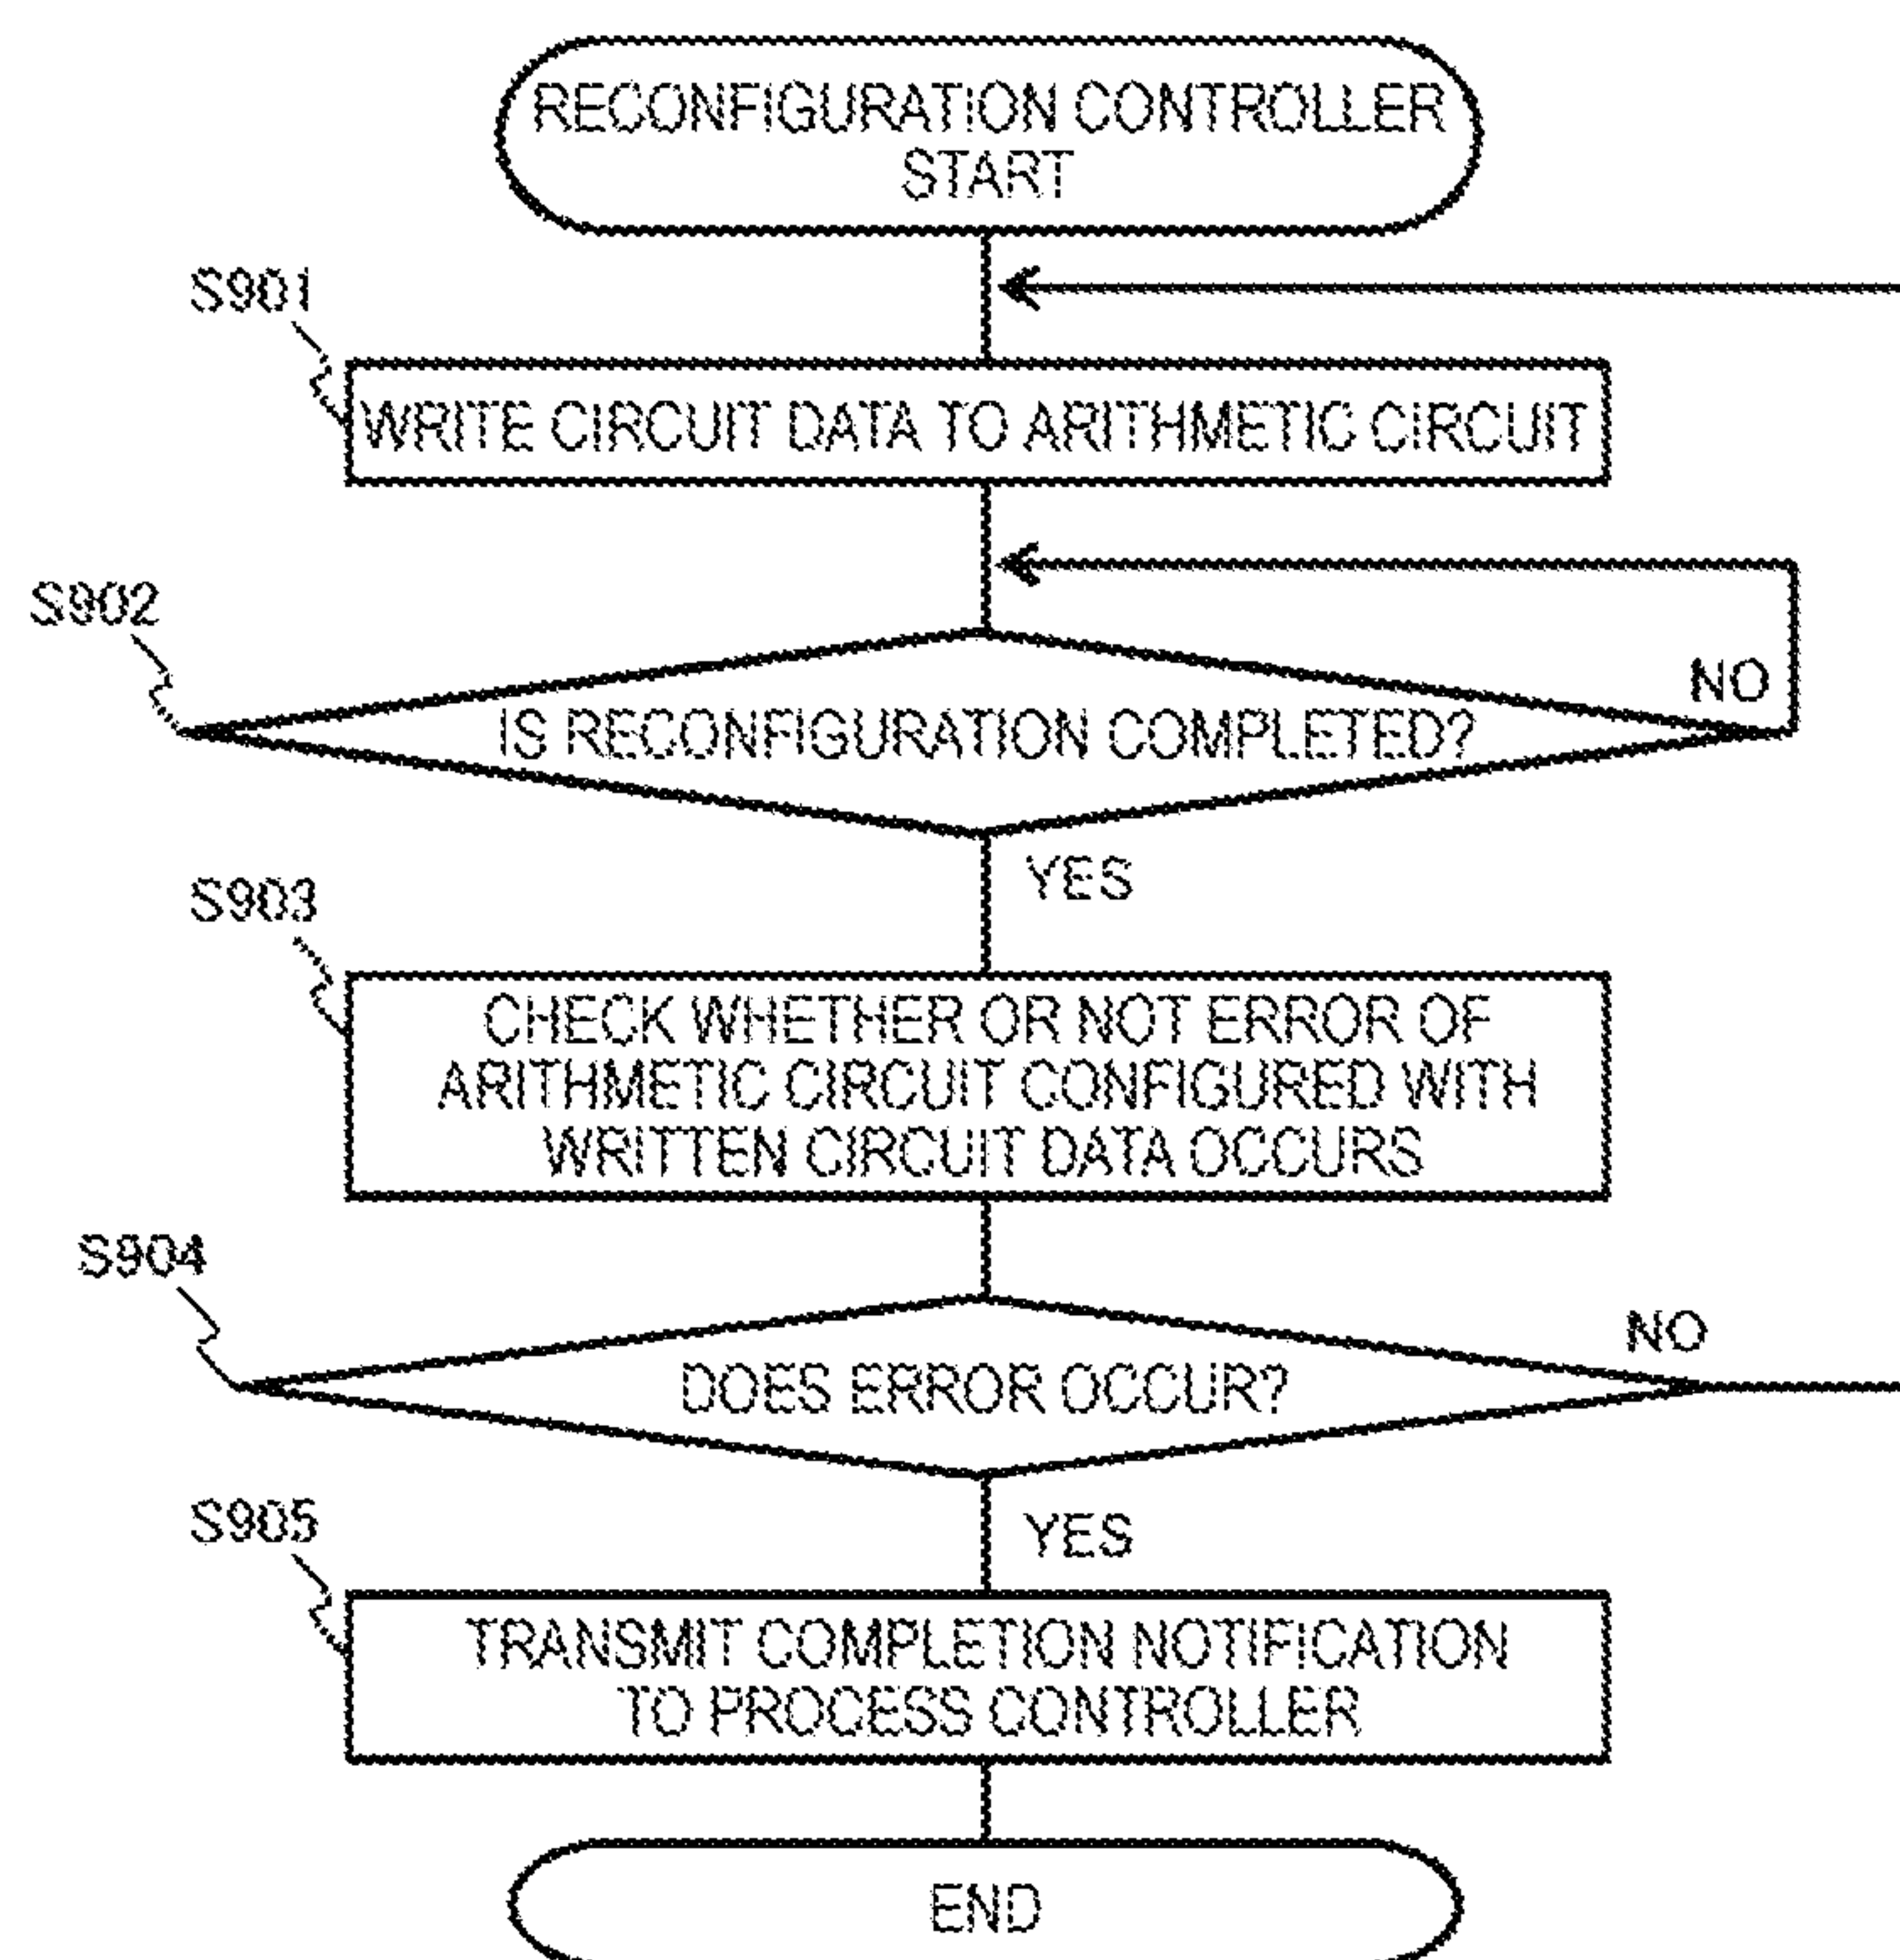 RECONFIGURATION CONTROLLER
START
S901
WRITE CIRCUIT DATA TO ARITHMETIC CIRCUIT
S902
NO
IS RECONFIGURATION COMPLETED?
YES
S903
CHECK WHETHER OR NOT ERROR OF
ARITHMETIC CIRCUIT CONFIGURED WITH
WRITTEN CIRCUIT DATA OCCURS
S904
NO
DOES ERROR OCCUR?
YES
S905
TRANSMIT COMPLETION NOTIFICATION
TO PROCESS CONTROLLER
END